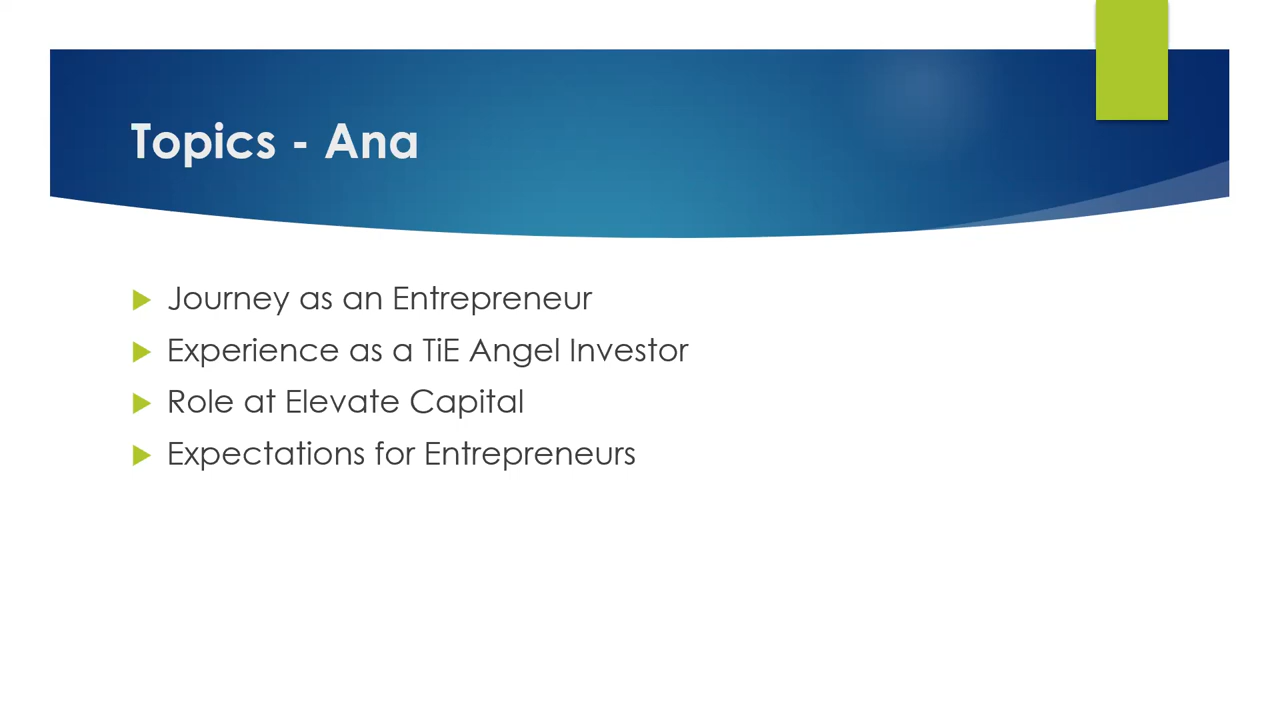 Topics - Ana
Journey as an Entrepreneur
Experience as a TiE Angel Investor
Role at Elevate Capital
Expectations for Entrepreneurs